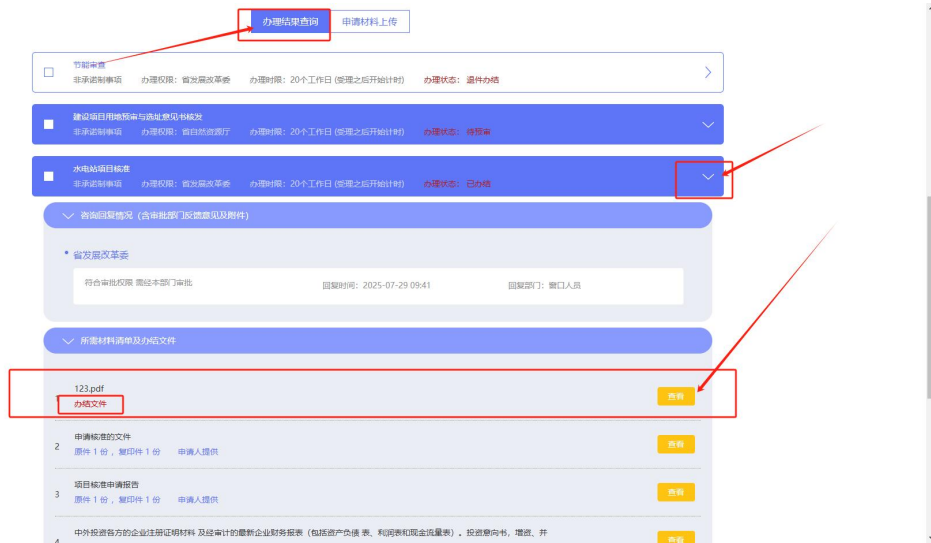 办理结果查询 申请材料上传
节能审查
非承诺制事项 办理权限：省发展改革委 办理时限：20个工作日 (受理之后开始计时) 办理状态：退件办结
建设项目用地预审与选址意见书核发
非承诺制事项 办理权限：省自然资源厅 办理时限：20个工作日 (受理之后开始计时) 办理状态：待预审
水电站项目核准
非承诺制事项 办理权限：省发展改革委 办理时限：20个工作日 (受理之后开始计时) 办理状态：已办结
咨询回复情况（含审批部门反馈意见及附件）
省发展改革委
符合审批权限 需经本部门审批 回复时间：2025-07-29 09:41 回复部门：窗口人员
所需材料清单及办结文件
123.pdf
1 办结文件 查看
申请核准的文件
2 原件 1 份 ，复印件 1 份 申请人提供 查看
项目核准申请报告
3 原件 1 份 ，复印件 1 份 申请人提供 查看
中外投资各方的企业注册证明材料 及经审计的最新企业财务报表（包括资产负债 表、利润表和现金流量表）。投资意向书，增资、并
4 查看